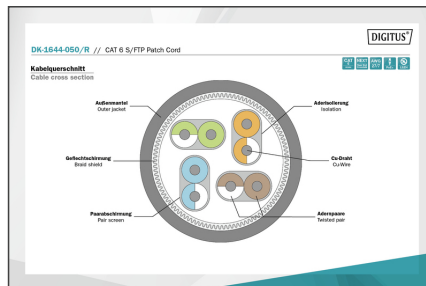 DIGITUS®
DK-1644-050/R // CAT 6 S/FTP Patch Cord
Kabelquerschnitt
Cable cross section
Außenmantel
Outer jacket
Aderisolierung
Isolation
Geflechtschirmung
Braid shield
Cu-Draht
Cu-Wire
Paarabschirmung
Pair screen
Adernpaare
Twisted pair